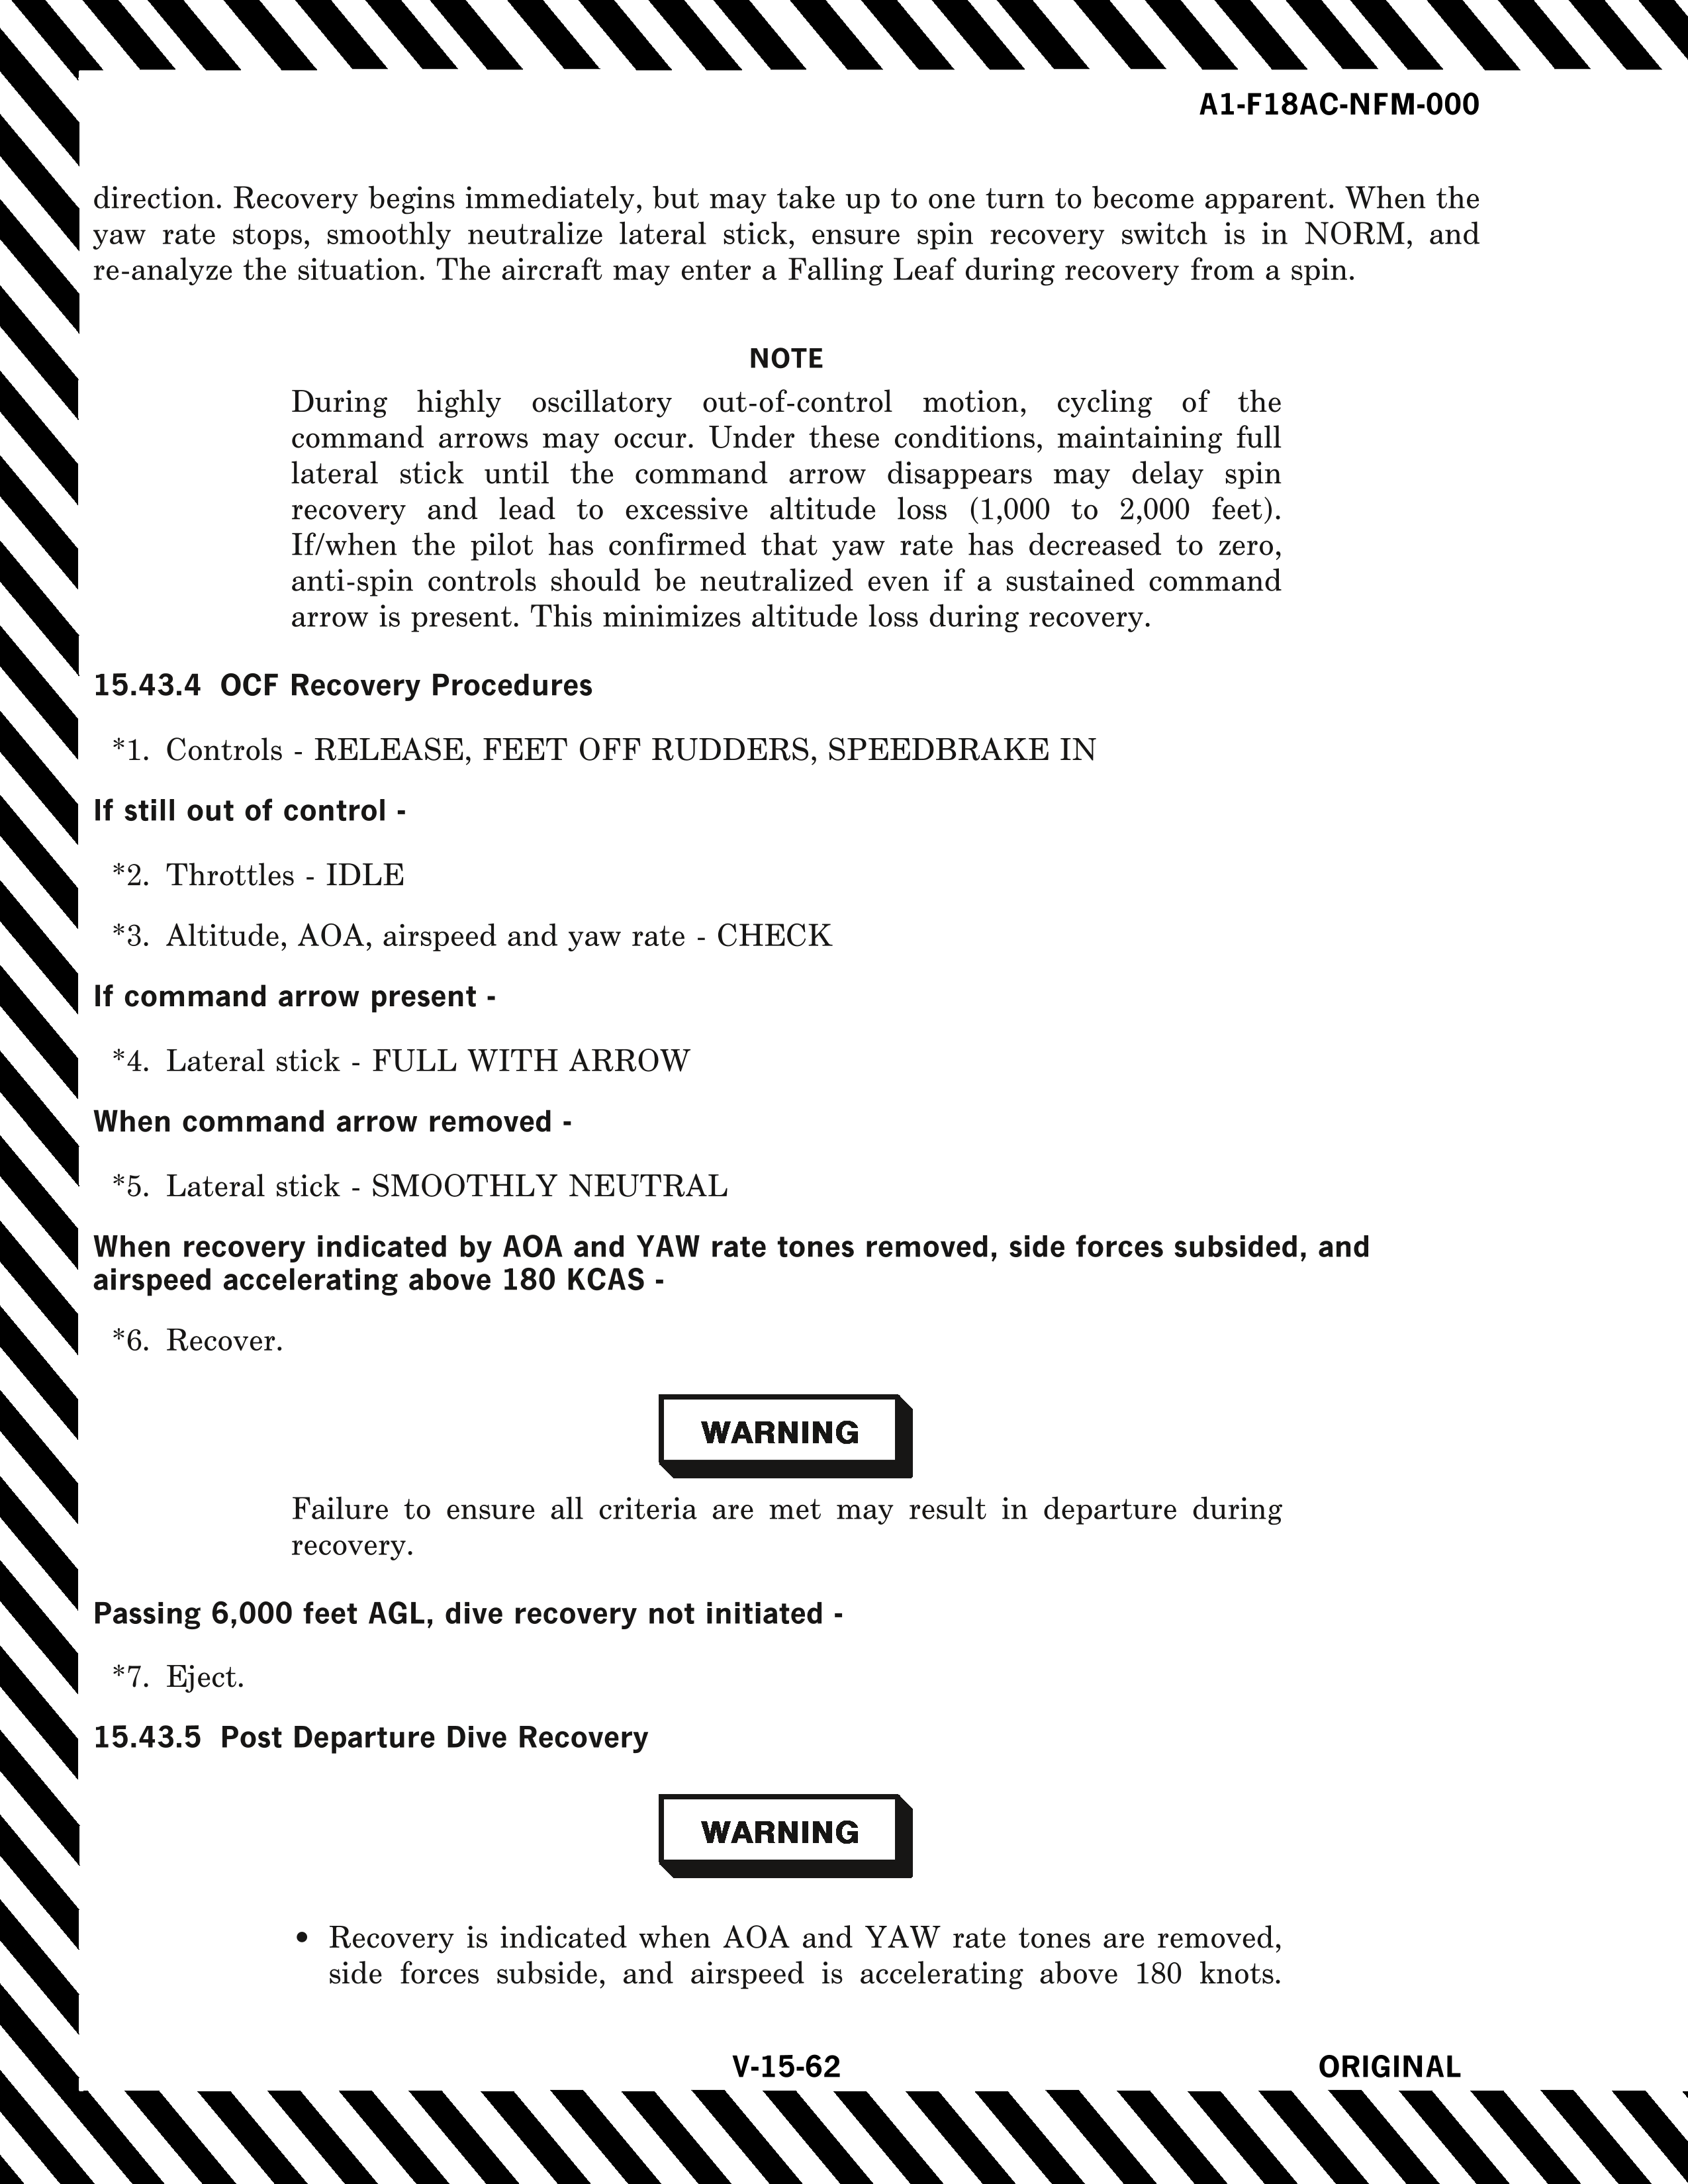 A1-F18AC-NFM-000
direction. Recovery begins immediately, but may take up to one turn to become apparent. When the
yaw rate stops, smoothly neutralize lateral stick, ensure spin recovery switch is in NORM, and
re-analyze the situation. The aircraft may enter a Falling Leaf during recovery from a spin.
NOTE
During highly oscillatory out-of-control motion, cycling of the
command arrows may occur. Under these conditions, maintaining full
lateral stick until the command arrow disappears may delay spin
recovery and lead to excessive altitude loss (1,000 to 2,000 feet).
If/when the pilot has confirmed that yaw rate has decreased to zero,
anti-spin controls should be neutralized even if a sustained command
arrow is present. This minimizes altitude loss during recovery.
15.43.4 OCF Recovery Procedures
*1. Controls - RELEASE, FEET OFF RUDDERS, SPEEDBRAKE IN
If still out of control -
*2. Throttles - IDLE
*3. Altitude, AOA, airspeed and yaw rate - CHECK
If command arrow present -
*4. Lateral stick - FULL WITH ARROW
When command arrow removed -
*5. Lateral stick - SMOOTHLY NEUTRAL
When recovery indicated by AOA and YAW rate tones removed, side forces subsided, and
airspeed accelerating above 180 KCAS -
*6. Recover.
WARNING
Failure to ensure all criteria are met may result in departure during
recovery.
Passing 6,000 feet AGL, dive recovery not initiated -
*7. Eject.
15.43.5 Post Departure Dive Recovery
WARNING
• Recovery is indicated when AOA and YAW rate tones are removed,
side forces subside, and airspeed is accelerating above 180 knots.
V-15-62
ORIGINAL